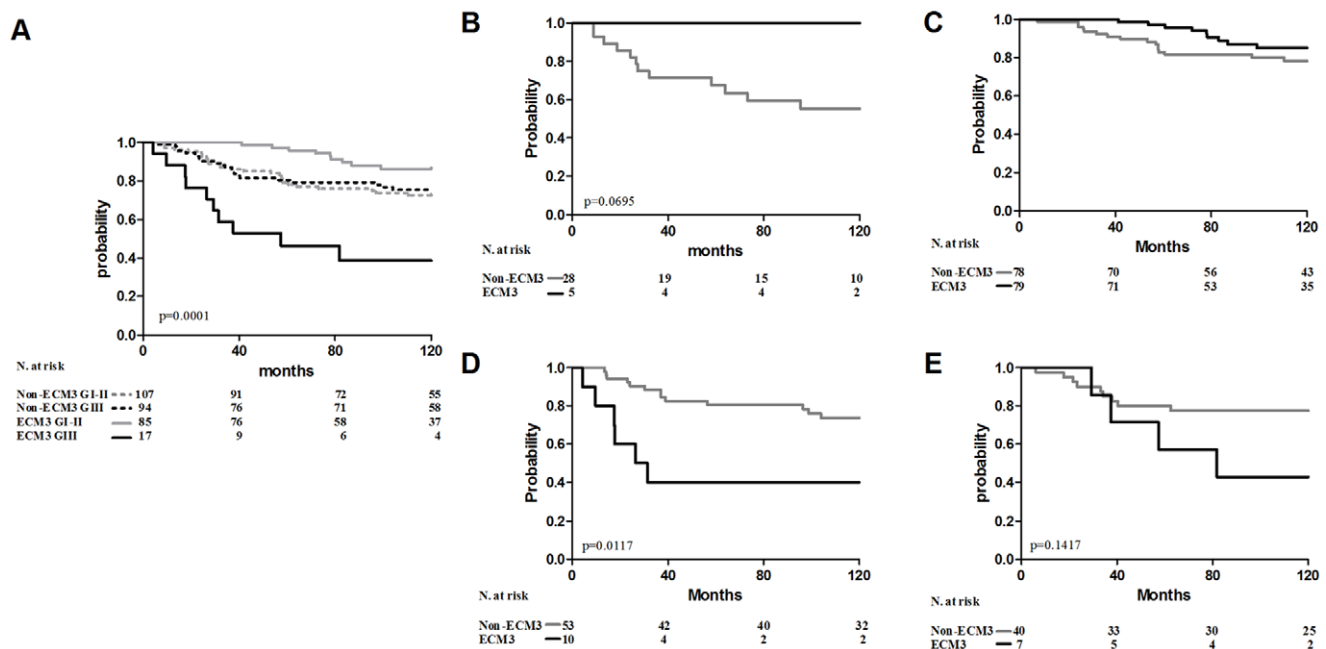 A
1.0
0.8
0.6
0.4
0.2
0.0
probability
p=0.0001
0 40 80 120
months
N. at risk
Non-ECM3 GI-II 107 91 72 55
Non-ECM3 GIII 94 76 71 58
ECM3 GI-II 85 76 58 37
ECM3 GIII 17 9 6 4
B
1.0
0.8
0.6
0.4
0.2
0.0
Probability
p=0.0695
0 40 80 120
months
N. at risk
Non-ECM3 28 19 15 10
ECM3 5 4 4 2
C
1.0
0.8
0.6
0.4
0.2
0.0
Probability
0 40 80 120
Months
N. at risk
Non-ECM3 78 70 56 43
ECM3 79 71 53 35
D
1.0
0.8
0.6
0.4
0.2
0.0
Probability
p=0.0117
0 40 80 120
Months
N. at risk
Non-ECM3 53 42 40 32
ECM3 10 4 2 2
E
1.0
0.8
0.6
0.4
0.2
0.0
probability
p=0.1417
0 40 80 120
Months
N. at risk
Non-ECM3 40 33 30 25
ECM3 7 5 4 2